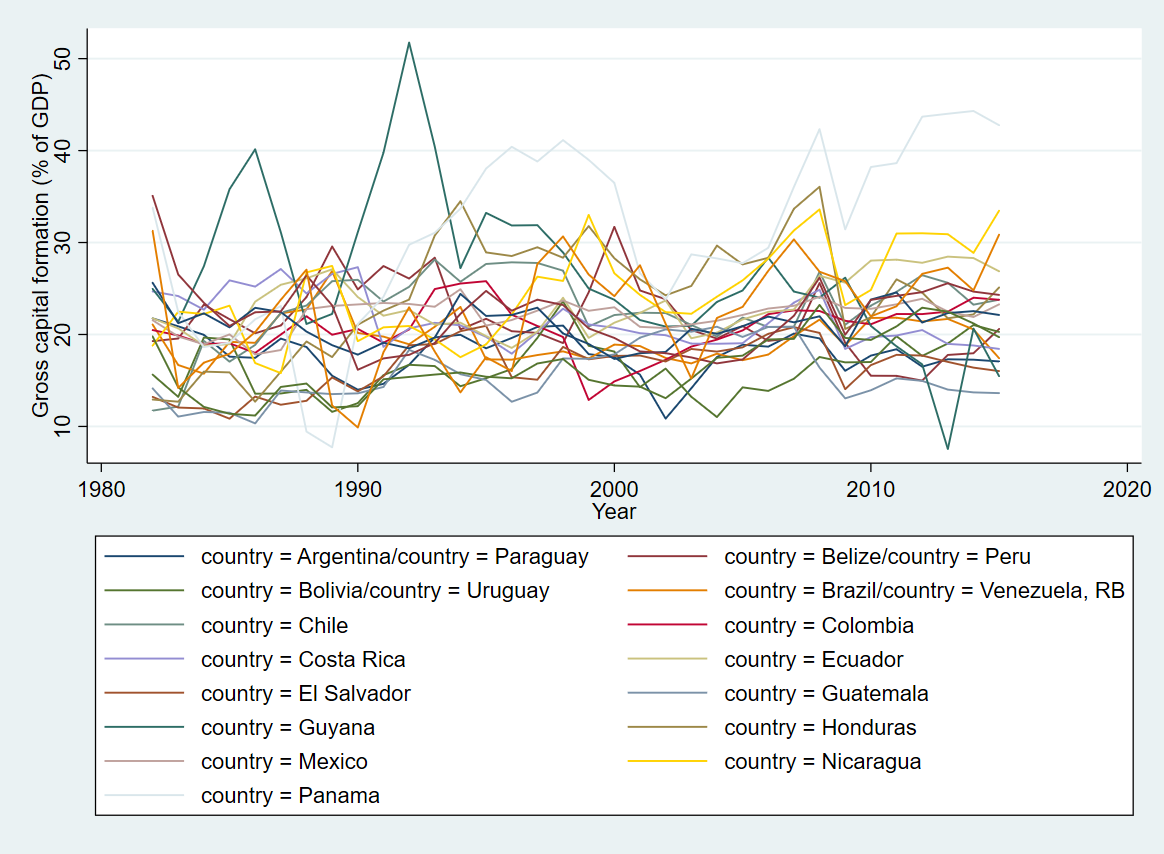 Gross capital formation (% of GDP)
50
40
30
20
10
1980 1990 2000 2010 2020
Year
country = Argentina/country = Paraguay country = Belize/country = Peru
country = Bolivia/country = Uruguay country = Brazil/country = Venezuela, RB
country = Chile country = Colombia
country = Costa Rica country = Ecuador
country = El Salvador country = Guatemala
country = Guyana country = Honduras
country = Mexico country = Nicaragua
country = Panama